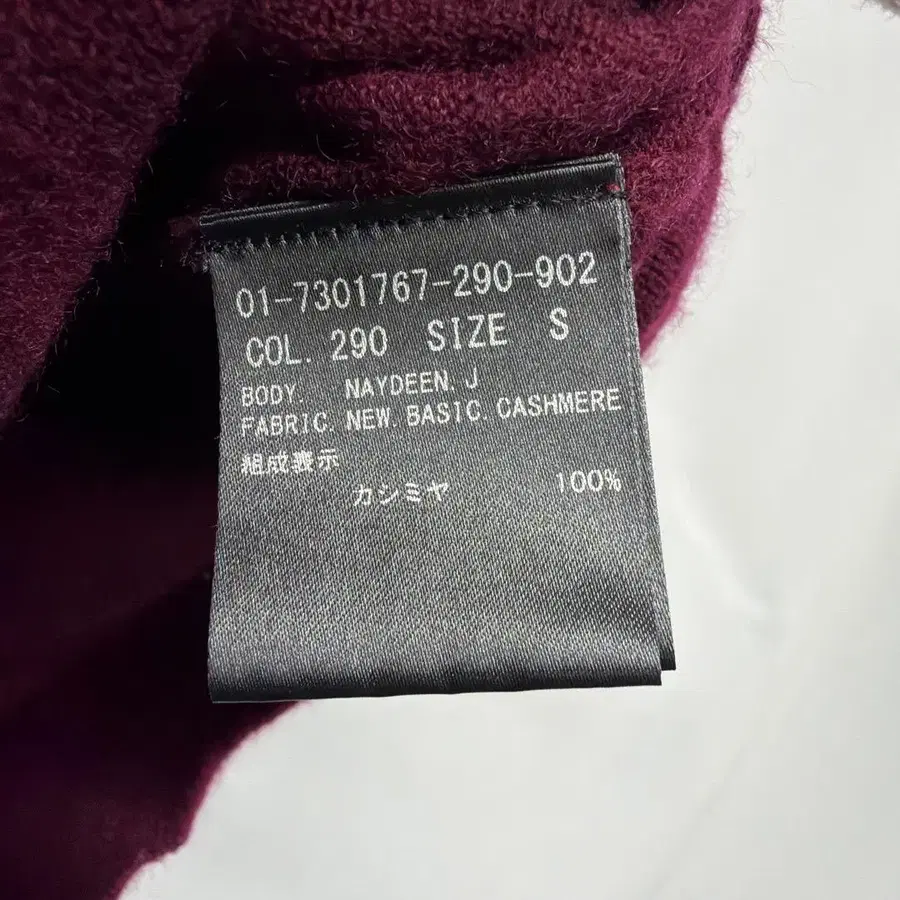 01-7301767-290-902
COL. 290 SIZE S
BODY. NAYDEEN. J
FABRIC. NEW. BASIC. CASHMERE
組成表示
カシミヤ 100%